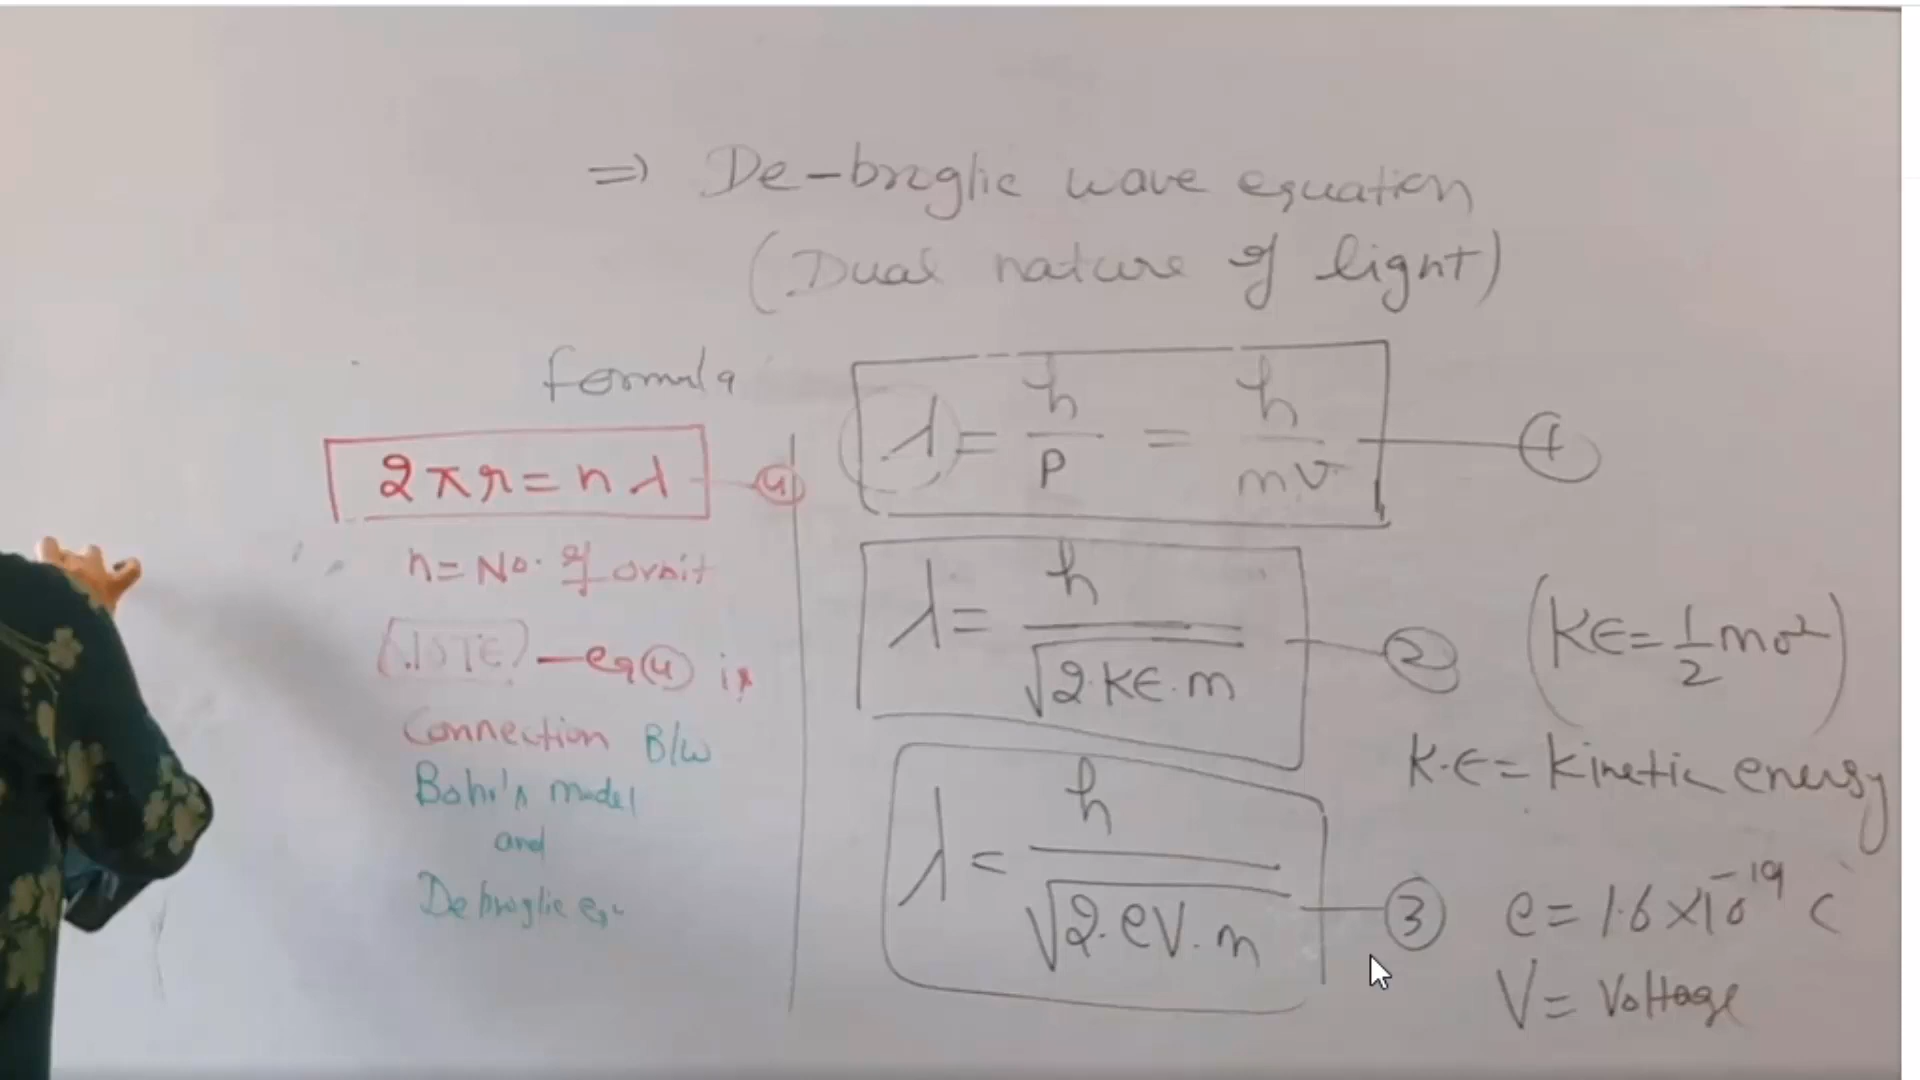 ⇒ De-broglie wave equation
(Dual nature of light)
formula
λ = h/P = h/mv — ①
λ = h/√2·KE·m — ② (KE = 1/2 mv²)
K·E = kinetic energy
λ = h/√2·eV·m — ③
e = 1.6 × 10⁻¹⁹ C
V = Voltage
2πr = nλ — ④
n = No. of orbit
NOTE — eq ④ is
Connection B/w
Bohr's model
and
De broglie eqⁿ